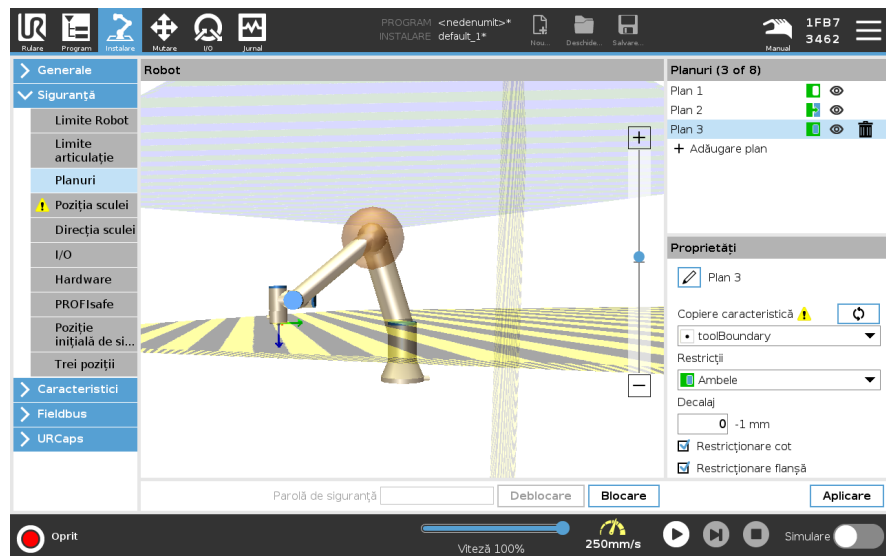 Rulare
Program
Instalare
Mutare
I/O
Jurnal
PROGRAM <nedenumit>*
INSTALARE default_1*
Nou...
Deschide...
Salvare...
Manual
1FB7
3462
Generale
Siguranță
Limite Robot
Limite
articulație
Planuri
Poziția sculei
Direcția sculei
I/O
Hardware
PROFIsafe
Poziție
inițială de si...
Trei poziții
Caracteristici
Fieldbus
URCaps
Robot
Planuri (3 of 8)
Plan 1
Plan 2
Plan 3
+ Adăugare plan
Proprietăți
Plan 3
Copiere caracteristică
toolBoundary
Restricții
Ambele
Decalaj
0 -1 mm
Restricționare cot
Restricționare flanșă
Parolă de siguranță
Deblocare
Blocare
Aplicare
Oprit
Viteză 100%
250mm/s
Simulare